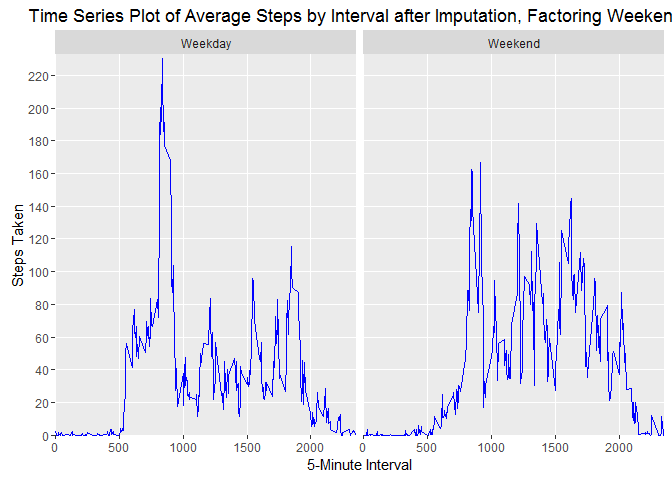 Time Series Plot of Average Steps by Interval after Imputation, Factoring Weeken
Weekday Weekend
Steps Taken
220
200
180
160
140
120
100
80
60
40
20
0
0 500 1000 1500 2000 0 500 1000 1500 2000
5-Minute Interval